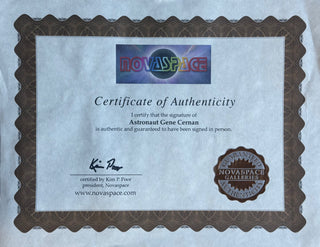 NOVASPACE
Certificate of Authenticity
I certify that the signature of
Astronaut Gene Cernan
is authentic and guaranteed to have been signed in person.
Kim Poor
certified by Kim P. Poor
president, Novaspace
www.novaspace.com
NOVASPACE
GALLERIES